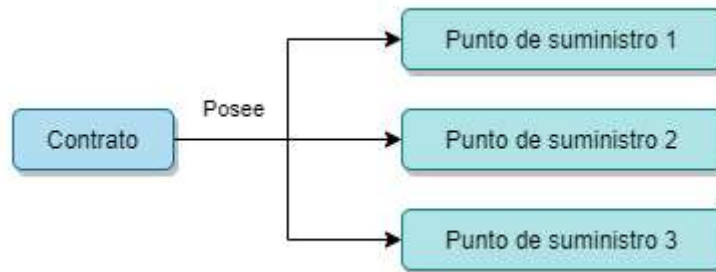 Punto de suministro 1
Posee
Contrato
Punto de suministro 2
Punto de suministro 3